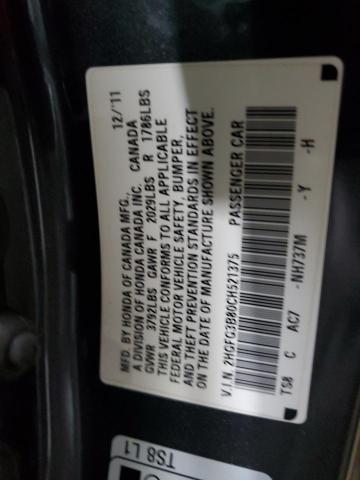 MFD. BY HONDA OF CANADA MFG., 12/'11
A DIVISION OF HONDA CANADA INC. CANADA
GVWR 3792LBS GAWR F 2029LBS R 1786LBS
THIS VEHICLE CONFORMS TO ALL APPLICABLE
FEDERAL MOTOR VEHICLE SAFETY, BUMPER,
AND THEFT PREVENTION STANDARDS IN EFFECT
ON THE DATE OF MANUFACTURE SHOWN ABOVE.
V.I.N. 2HGFG3B80CH521375 PASSENGER CAR
TS8 C AC7 -NH737M -Y -H
TS8 L1